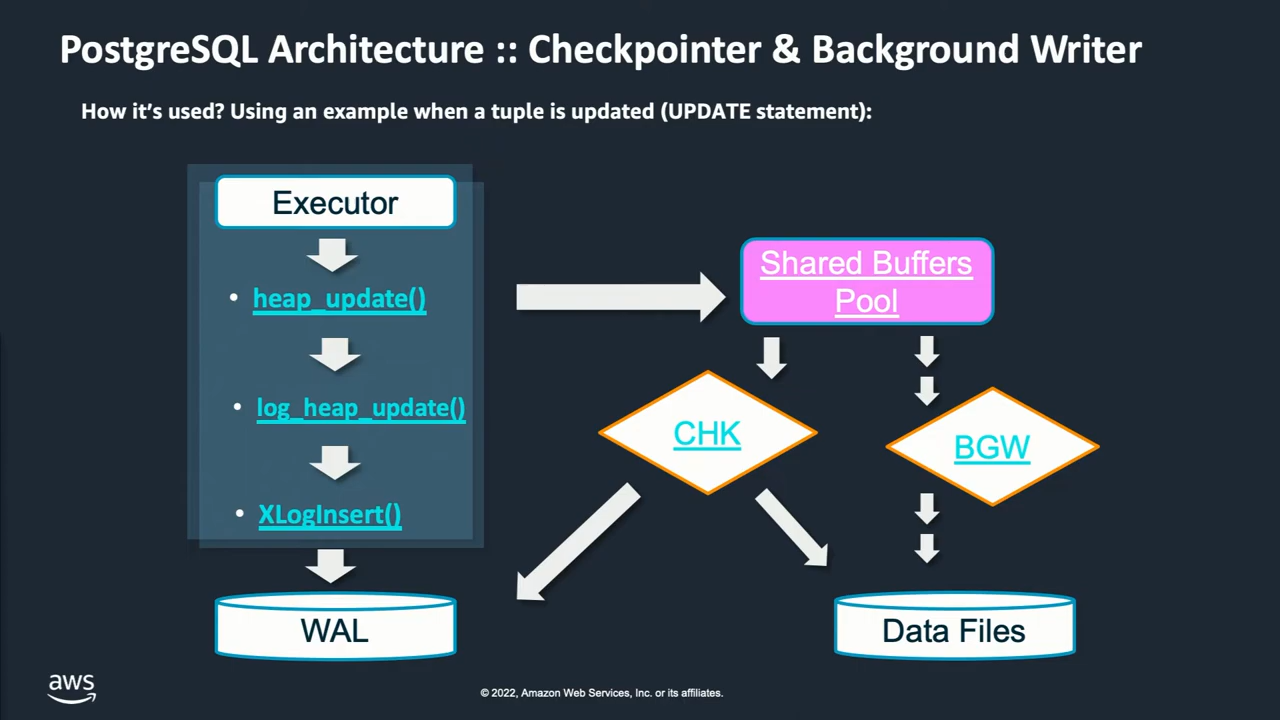 PostgreSQL Architecture :: Checkpointer & Background Writer
How it's used? Using an example when a tuple is updated (UPDATE statement):
Executor
• heap_update()
• log_heap_update()
• XLogInsert()
WAL
Shared Buffers
Pool
CHK
BGW
Data Files
aws
© 2022, Amazon Web Services, Inc. or its affiliates.